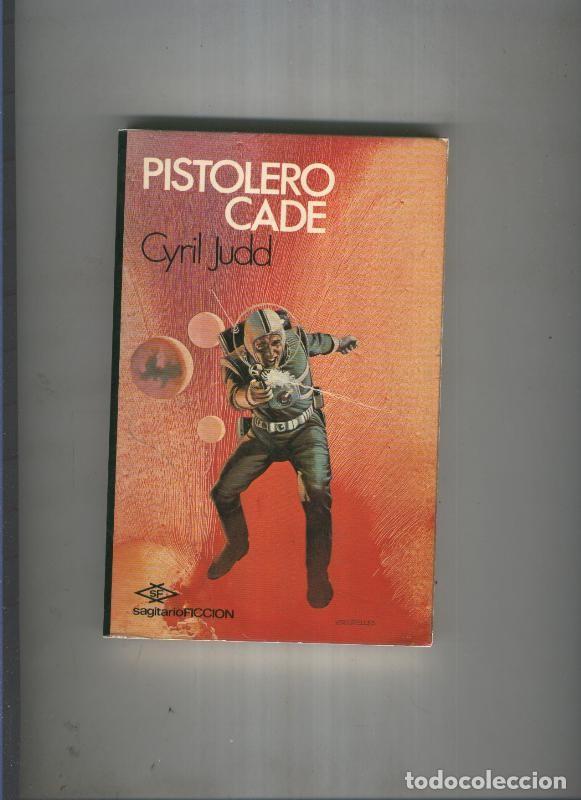 PISTOLERO
CADE
Cyril Judd
SF
sagitarioFICCION
todocoleccion